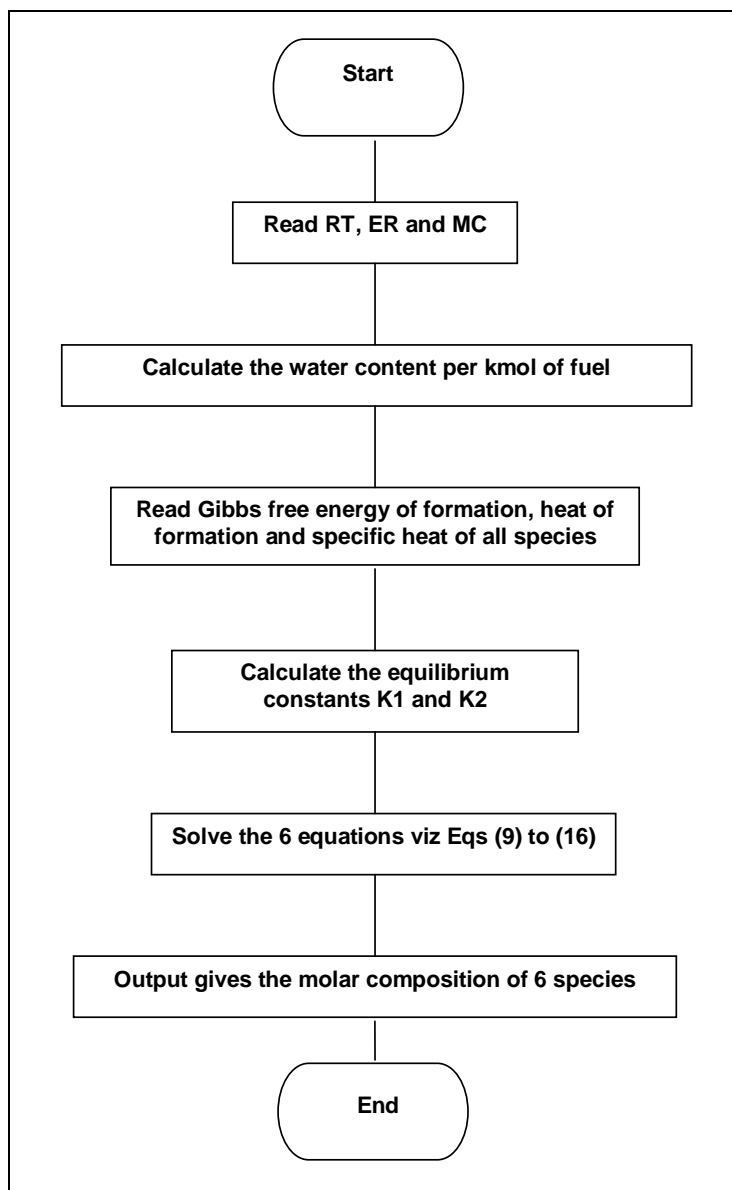 Start
Read RT, ER and MC
Calculate the water content per kmol of fuel
Read Gibbs free energy of formation, heat of
formation and specific heat of all species
Calculate the equilibrium
constants K1 and K2
Solve the 6 equations viz Eqs (9) to (16)
Output gives the molar composition of 6 species
End